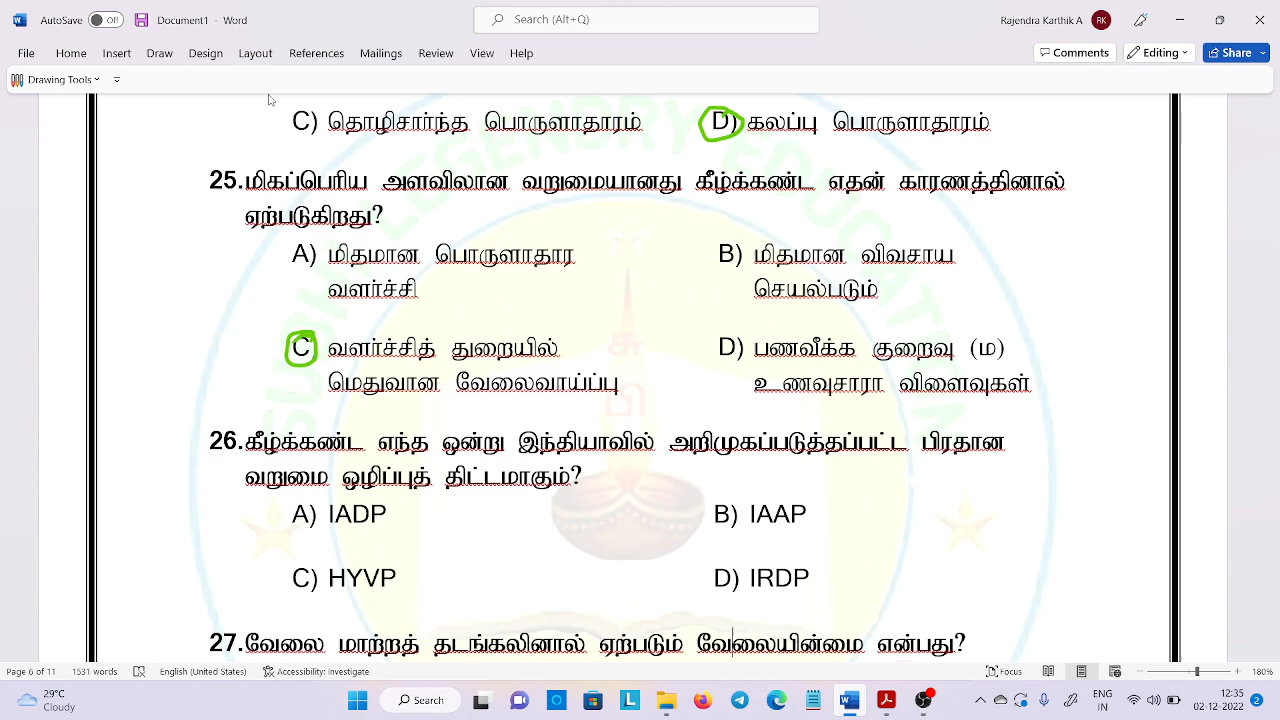 AutoSave Off Document1 - Word Search (Alt+Q) Rajendra Karthik A RK
File Home Insert Draw Design Layout References Mailings Review View Help Comments Editing Share
Drawing Tools
C) தொழிசார்ந்த பொருளாதாரம் D) கலப்பு பொருளாதாரம்
25. மிகப்பெரிய அளவிலான வறுமையானது கீழ்க்கண்ட எதன் காரணத்தினால்
ஏற்படுகிறது?
A) மிதமான பொருளாதார B) மிதமான விவசாய
வளர்ச்சி செயல்படும்
C வளர்ச்சித் துறையில் D) பணவீக்க குறைவு (ம)
மெதுவான வேலைவாய்ப்பு உணவுசாரா விளைவுகள்
26. கீழ்க்கண்ட எந்த ஒன்று இந்தியாவில் அறிமுகப்படுத்தப்பட்ட பிரதான
வறுமை ஒழிப்புத் திட்டமாகும்?
A) IADP B) IAAP
C) HYVP D) IRDP
27. வேலை மாற்றத் தடங்கலினால் ஏற்படும் வேலையின்மை என்பது?
SUBI'N LEGENDRY EDUCATION
சு
பி
Page 6 of 11 1531 words English (United States) Accessibility: Investigate Focus 180%
29°C
Cloudy
Search
ENG
IN
12:35
02-12-2022
2